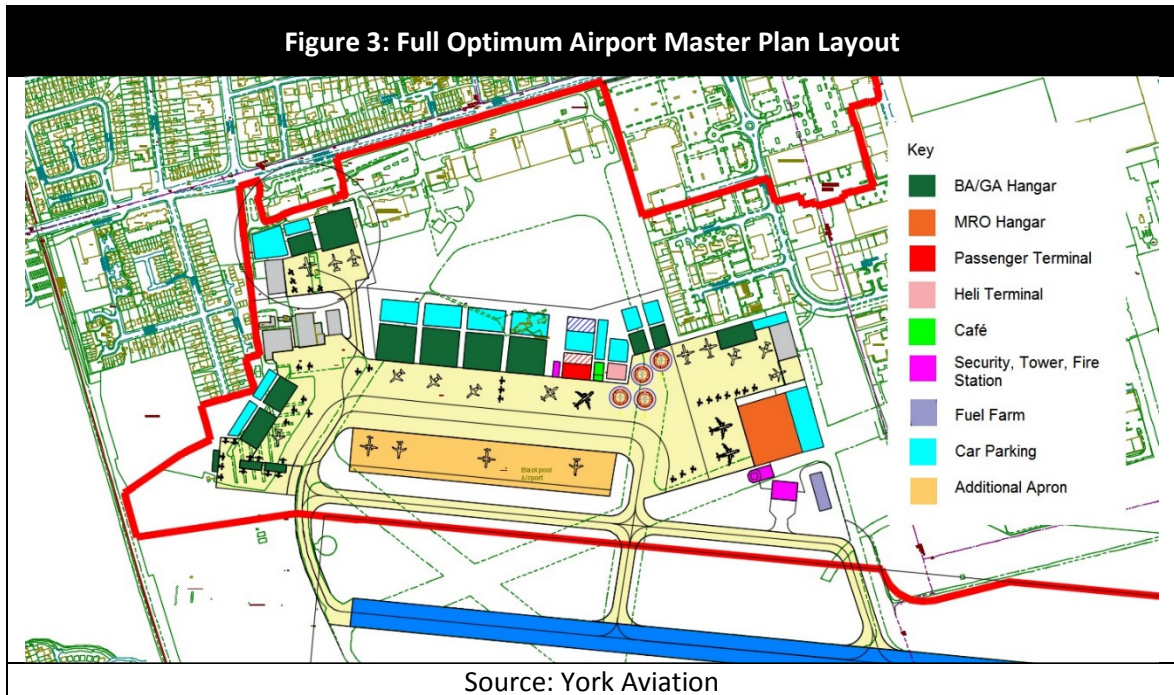 Figure 3: Full Optimum Airport Master Plan Layout
Key
BA/GA Hangar
MRO Hangar
Passenger Terminal
Heli Terminal
Café
Security, Tower, Fire
Station
Fuel Farm
Car Parking
Additional Apron
Blackpool
Airport
Source: York Aviation